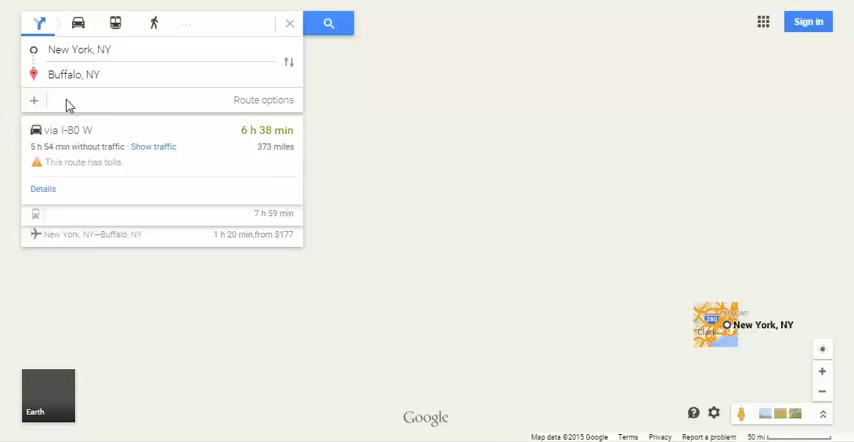 Sign in
New York, NY
Buffalo, NY
Route options
via I-80 W
6 h 38 min
5 h 54 min without traffic · Show traffic
373 miles
This route has tolls.
Details
7 h 59 min
New York, NY—Buffalo, NY
1 h 20 min,from $177
280
New York, NY
Earth
Google
Map data ©2015 Google Terms Privacy Report a problem 50 mi